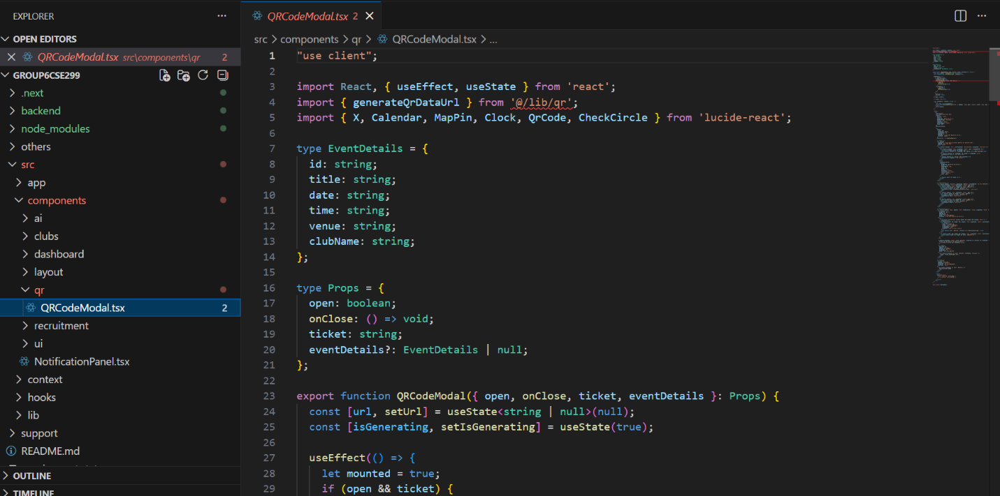 EXPLORER
...
OPEN EDITORS
QRCodeModal.tsx src\components\qr 2
GROUP6CSE299
.next
backend
node_modules
others
src
app
components
ai
clubs
dashboard
layout
qr
QRCodeModal.tsx 2
recruitment
ui
NotificationPanel.tsx
context
hooks
lib
support
README.md
OUTLINE
TIMELINE
QRCodeModal.tsx 2
...
src > components > qr > QRCodeModal.tsx > ...
1 "use client";
2
3 import React, { useEffect, useState } from 'react';
4 import { generateQrDataUrl } from '@/lib/qr';
5 import { X, Calendar, MapPin, Clock, QrCode, CheckCircle } from 'lucide-react';
6
7 type EventDetails = {
8 id: string;
9 title: string;
10 date: string;
11 time: string;
12 venue: string;
13 clubName: string;
14 };
15
16 type Props = {
17 open: boolean;
18 onClose: () => void;
19 ticket: string;
20 eventDetails?: EventDetails | null;
21 };
22
23 export function QRCodeModal({ open, onClose, ticket, eventDetails }: Props) {
24 const [url, setUrl] = useState<string | null>(null);
25 const [isGenerating, setIsGenerating] = useState(true);
26
27 useEffect(() => {
28 let mounted = true;
29 if (open && ticket) {